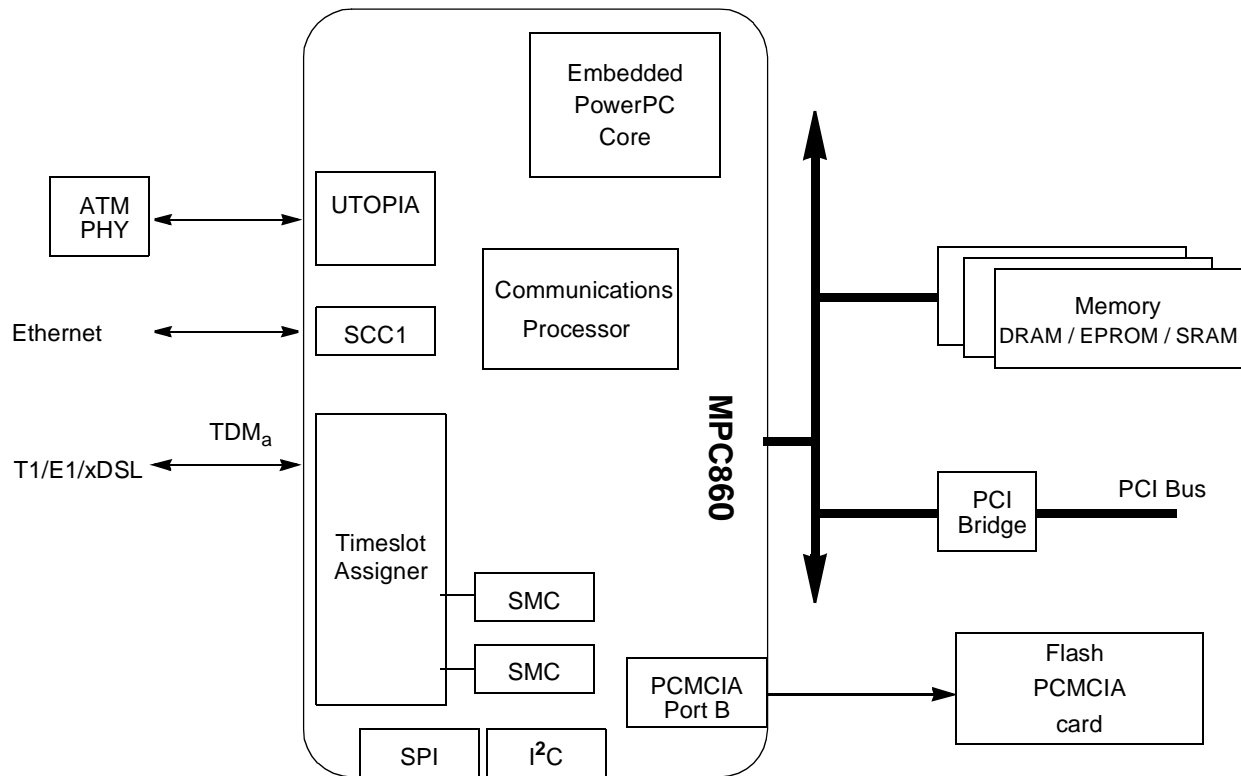 Embedded
PowerPC
Core
ATM
PHY
UTOPIA
Communications
Processor
Memory
DRAM / EPROM / SRAM
Ethernet
SCC1
MPC860
TDMa
T1/E1/xDSL
PCI Bus
PCI
Bridge
Timeslot
Assigner
SMC
SMC
PCMCIA
Port B
Flash
PCMCIA
card
SPI
I²C